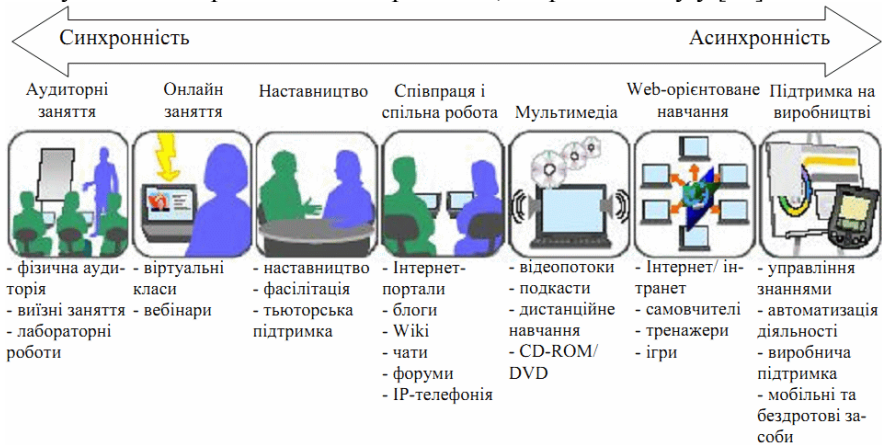 Синхронність
Асинхронність
Аудиторні
заняття
Онлайн
заняття
Наставництво
Співпраця і
спільна робота
Мультимедіа
Web-орієнтоване
навчання
Підтримка на
виробництві
- фізична ауди-
торія
- виїзні заняття
- лабораторні
роботи
- віртуальні
класи
- вебінари
- наставництво
- фасілітація
- тьюторська
підтримка
- Інтернет-
портали
- блоги
- Wiki
- чати
- форуми
- IP-телефонія
- відеопотоки
- подкасти
- дистанційне
навчання
- CD-ROM/
DVD
- Інтернет/ ін-
транет
- самовчителі
- тренажери
- ігри
- управління
знаннями
- автоматизація
діяльності
- виробнича
підтримка
- мобільні та
бездротові за-
соби